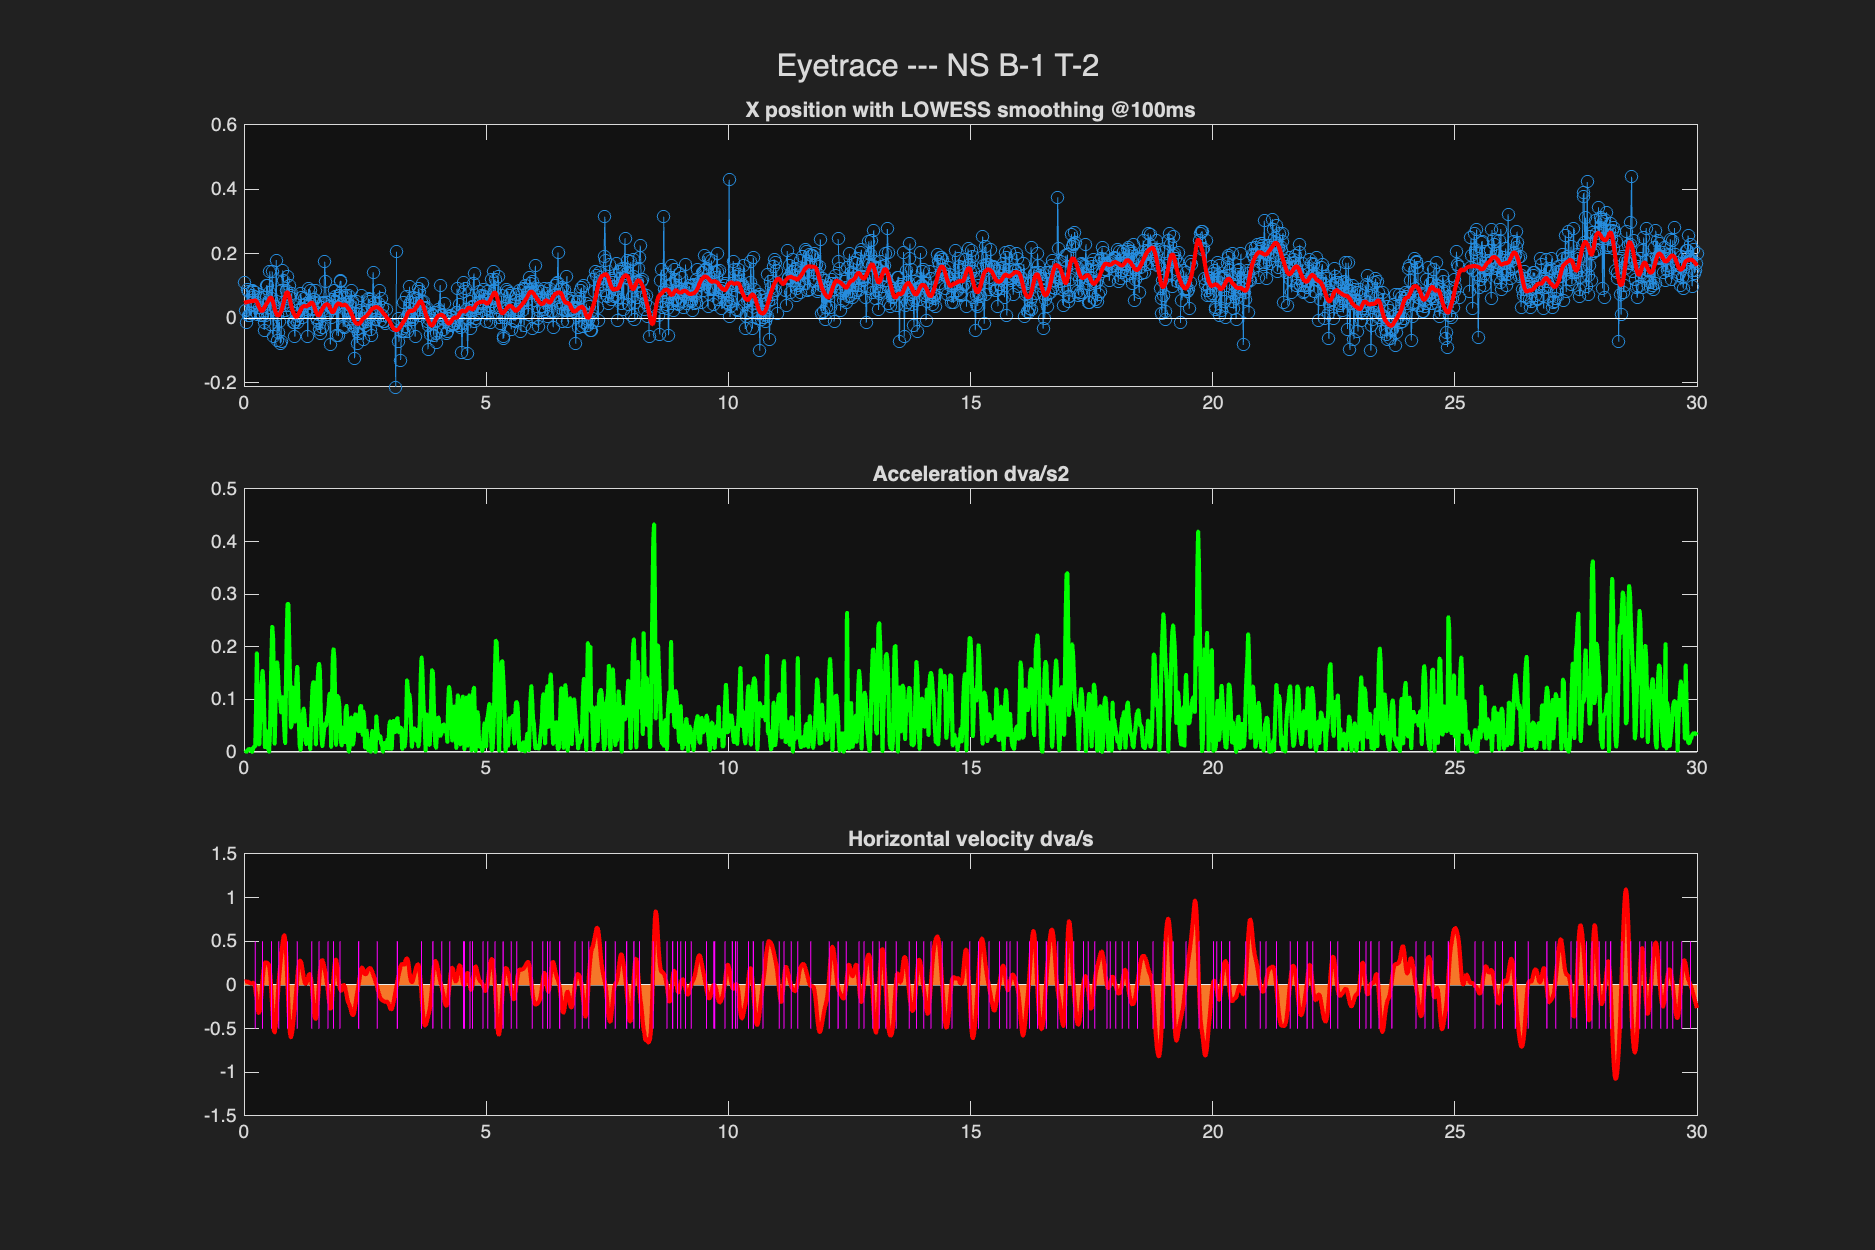 Eyetrace --- NS B-1 T-2
X position with LOWESS smoothing @100ms
0.6
0.4
0.2
0
-0.2
0 5 10 15 20 25 30
Acceleration dva/s2
0.5
0.4
0.3
0.2
0.1
0
0 5 10 15 20 25 30
Horizontal velocity dva/s
1.5
1
0.5
0
-0.5
-1
-1.5
0 5 10 15 20 25 30